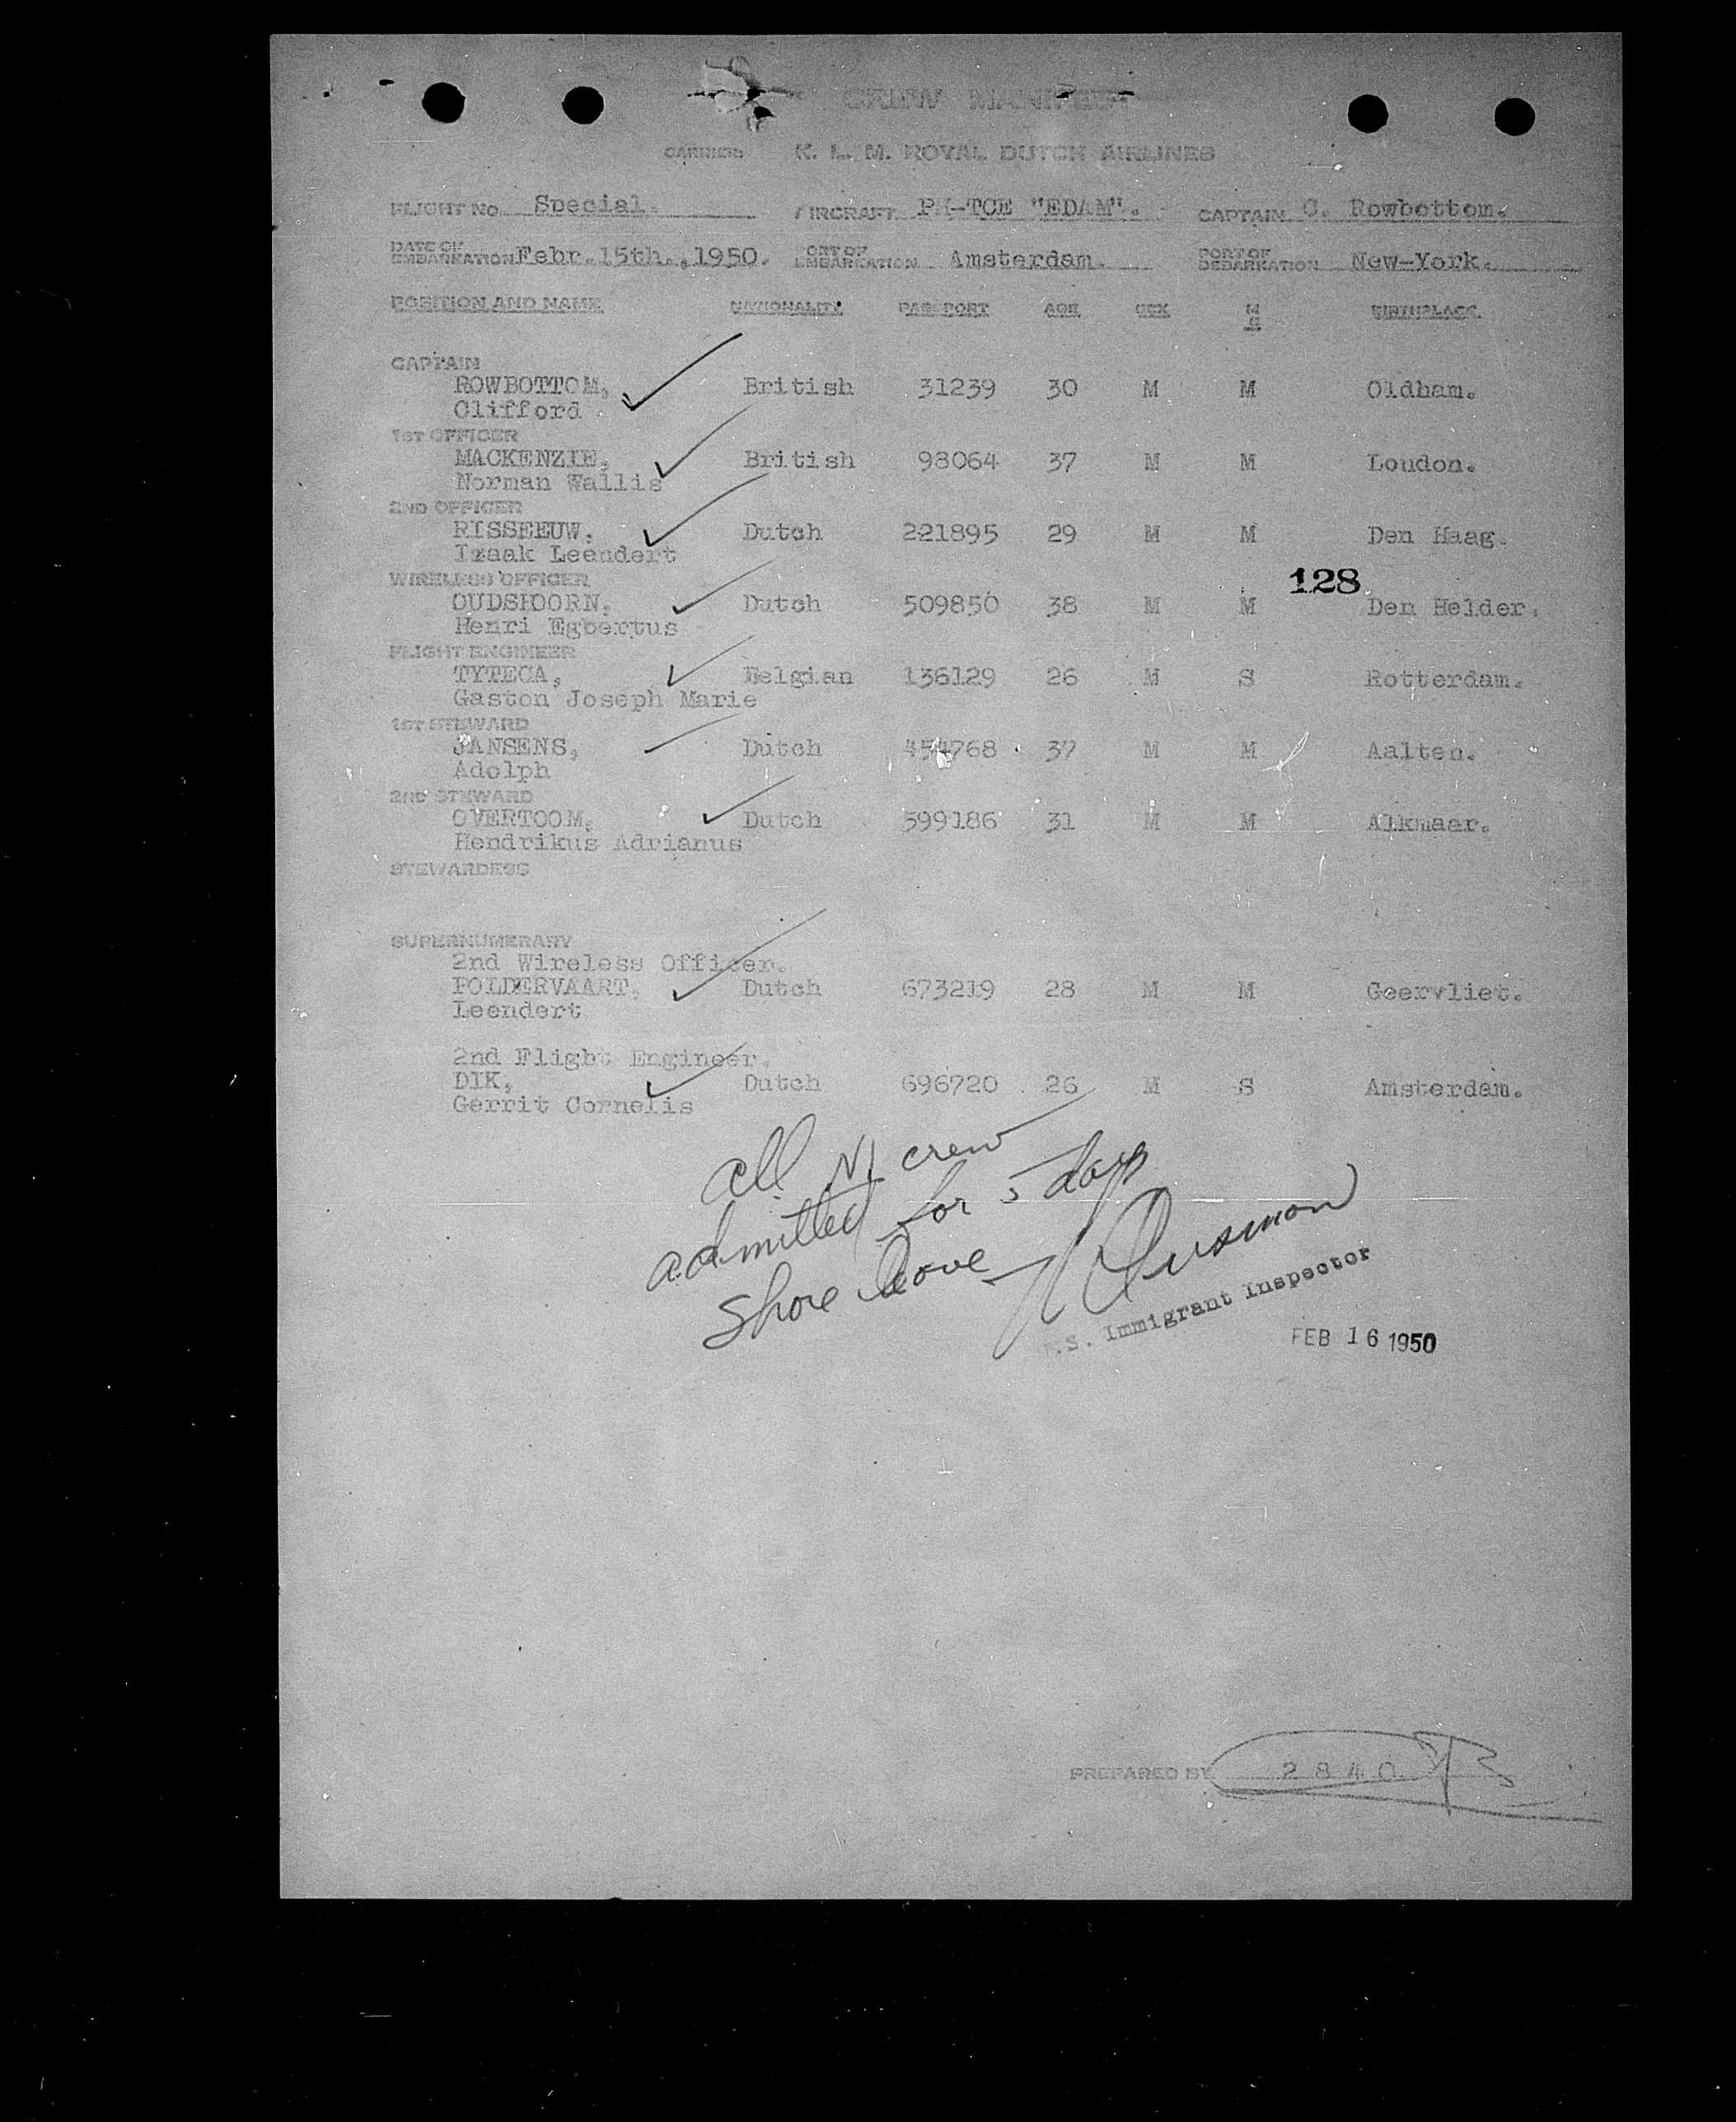 CREW MANIFEST
CARRIER: K. L. M. ROYAL DUTCH AIRLINES
FLIGHT No. Special. AIRCRAFT PH-TCE "EDAM". CAPTAIN C. Rowbottom.
DATE OF EMBARKATION Febr. 15th., 1950. PORT OF EMBARKATION Amsterdam. PORT OF DEBARKATION New-York.
POSITION AND NAME NATIONALITY PASSPORT AGE SEX M S BIRTHPLACE
CAPTAIN
ROWBOTTOM, British 31239 30 M M Oldham.
Clifford
1ST OFFICER
MACKENZIE, British 98064 37 M M London.
Norman Wallis
2ND OFFICER
RISSEEUW, Dutch 221895 29 M M Den Haag.
Izaak Leendert
WIRELESS OFFICER 128
OUDSHOORN, Dutch 509850 38 M M Den Helder.
Henri Egbertus
FLIGHT ENGINEER
TYTECA, Belgian 136129 26 M S Rotterdam.
Gaston Joseph Marie
1ST STEWARD
JANSENS, Dutch 454768 37 M M Aalten.
Adolph
2ND STEWARD
OVERTOOM, Dutch 599186 31 M M Alkmaar.
Hendrikus Adrianus
STEWARDESS
SUPERNUMERARY
2nd Wireless Officer.
POLDERVAART, Dutch 673219 28 M M Geervliet.
Leendert
2nd Flight Engineer.
DIK, Dutch 696720 26 M S Amsterdam.
Gerrit Cornelis
all crew
admitted for 5 days
shore leave
U.S. Immigrant Inspector
FEB 16 1950
PREPARED BY 2840